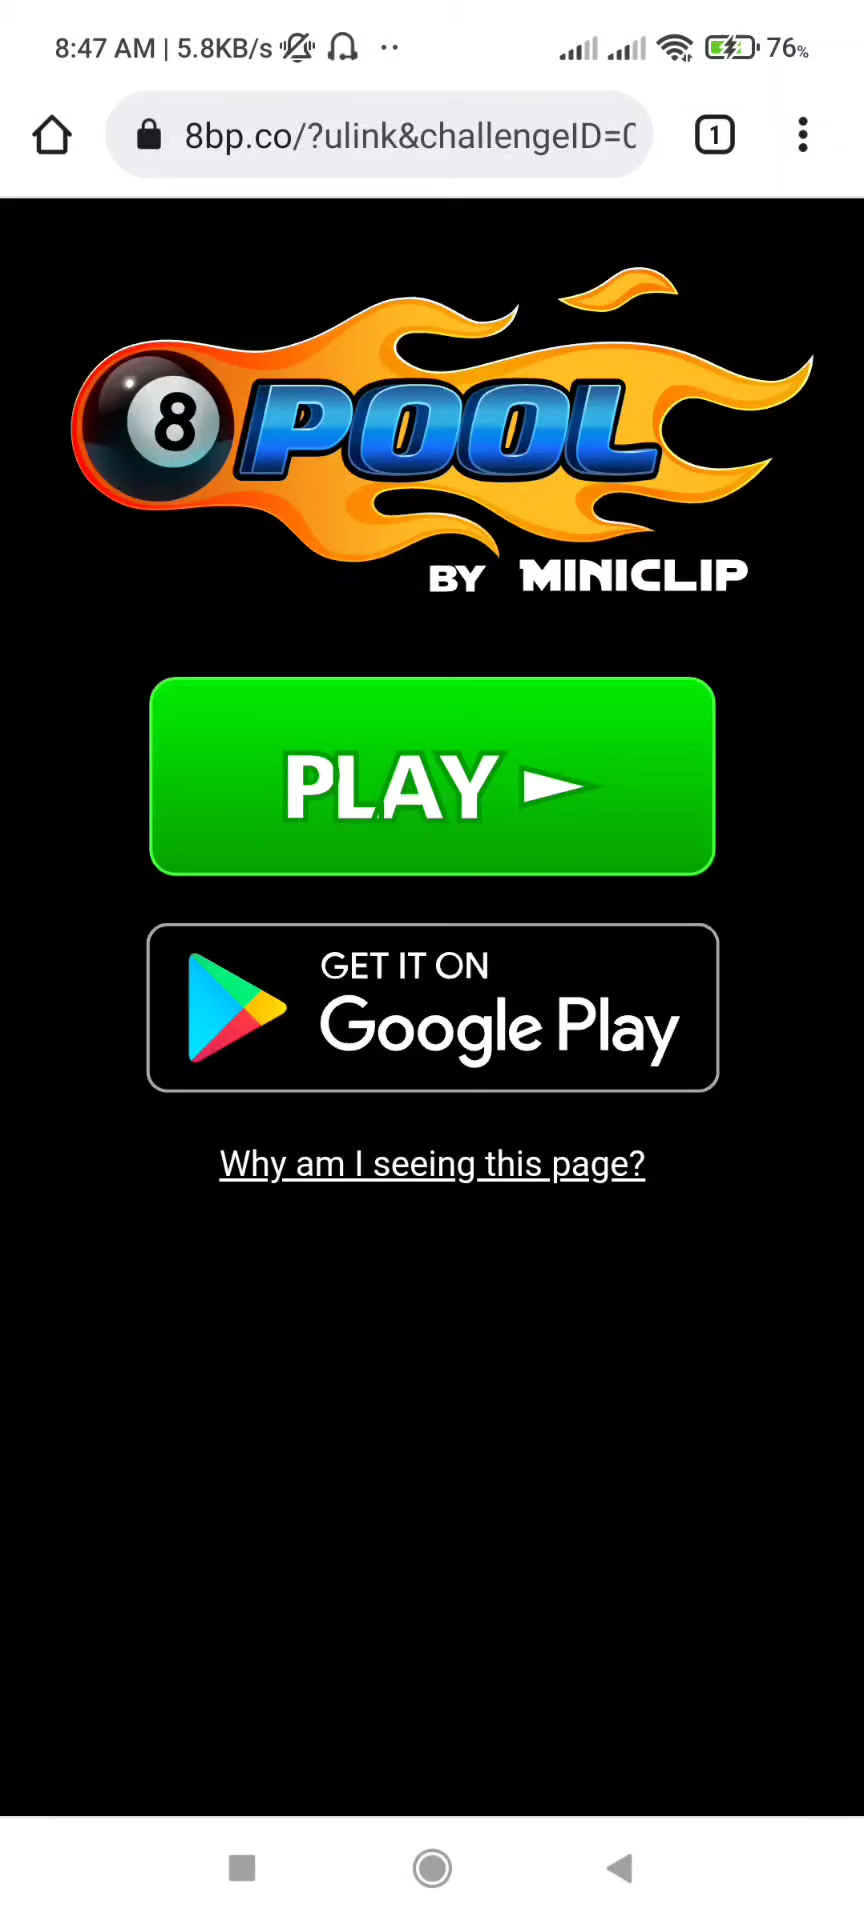 8:47 AM | 5.8KB/s 76%
8bp.co/?ulink&challengeID=
1
8 POOL
BY MINICLIP
PLAY
GET IT ON
Google Play
Why am I seeing this page?